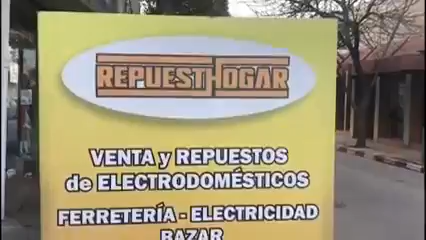 REPUESTHOGAR
VENTA y REPUESTOS
de ELECTRODOMÉSTICOS
FERRETERÍA - ELECTRICIDAD
BAZAR